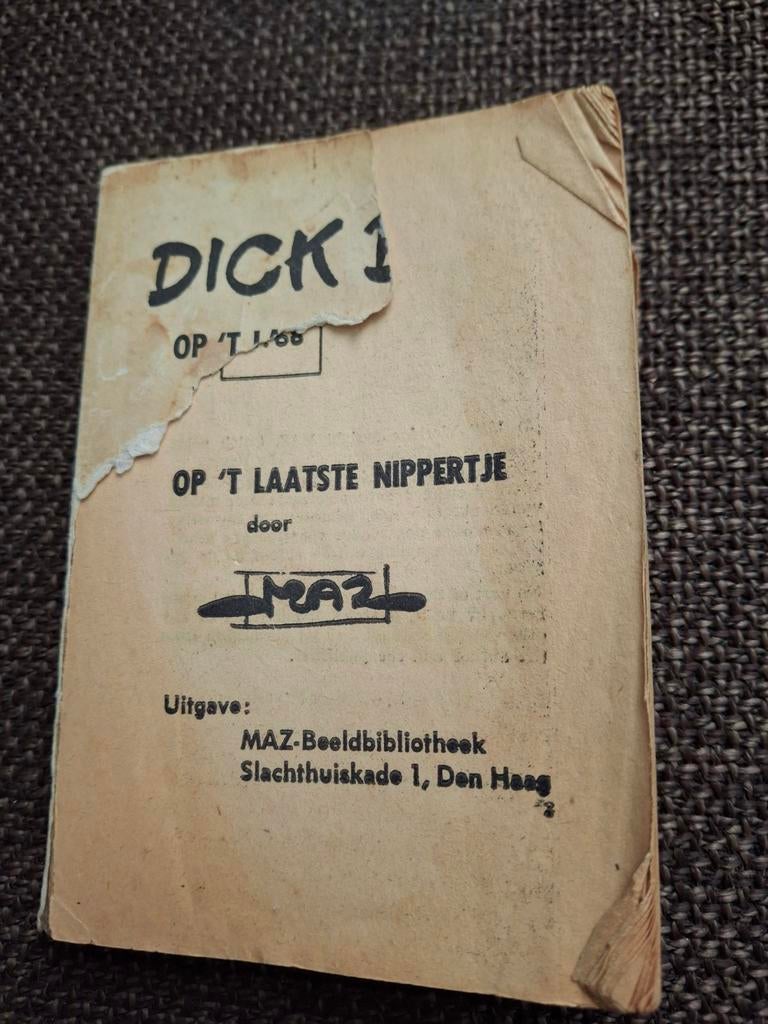 DICK
OP 'T
OP 'T LAATSTE NIPPERTJE
door
MAZ
Uitgave:
MAZ-Beeldbibliotheek
Slachthuiskade 1, Den Haag